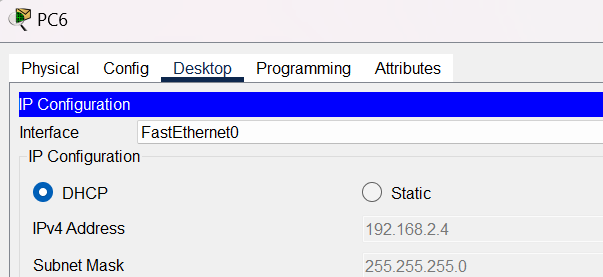 PC6
Physical Config Desktop Programming Attributes
IP Configuration
Interface FastEthernet0
IP Configuration
DHCP Static
IPv4 Address 192.168.2.4
Subnet Mask 255.255.255.0